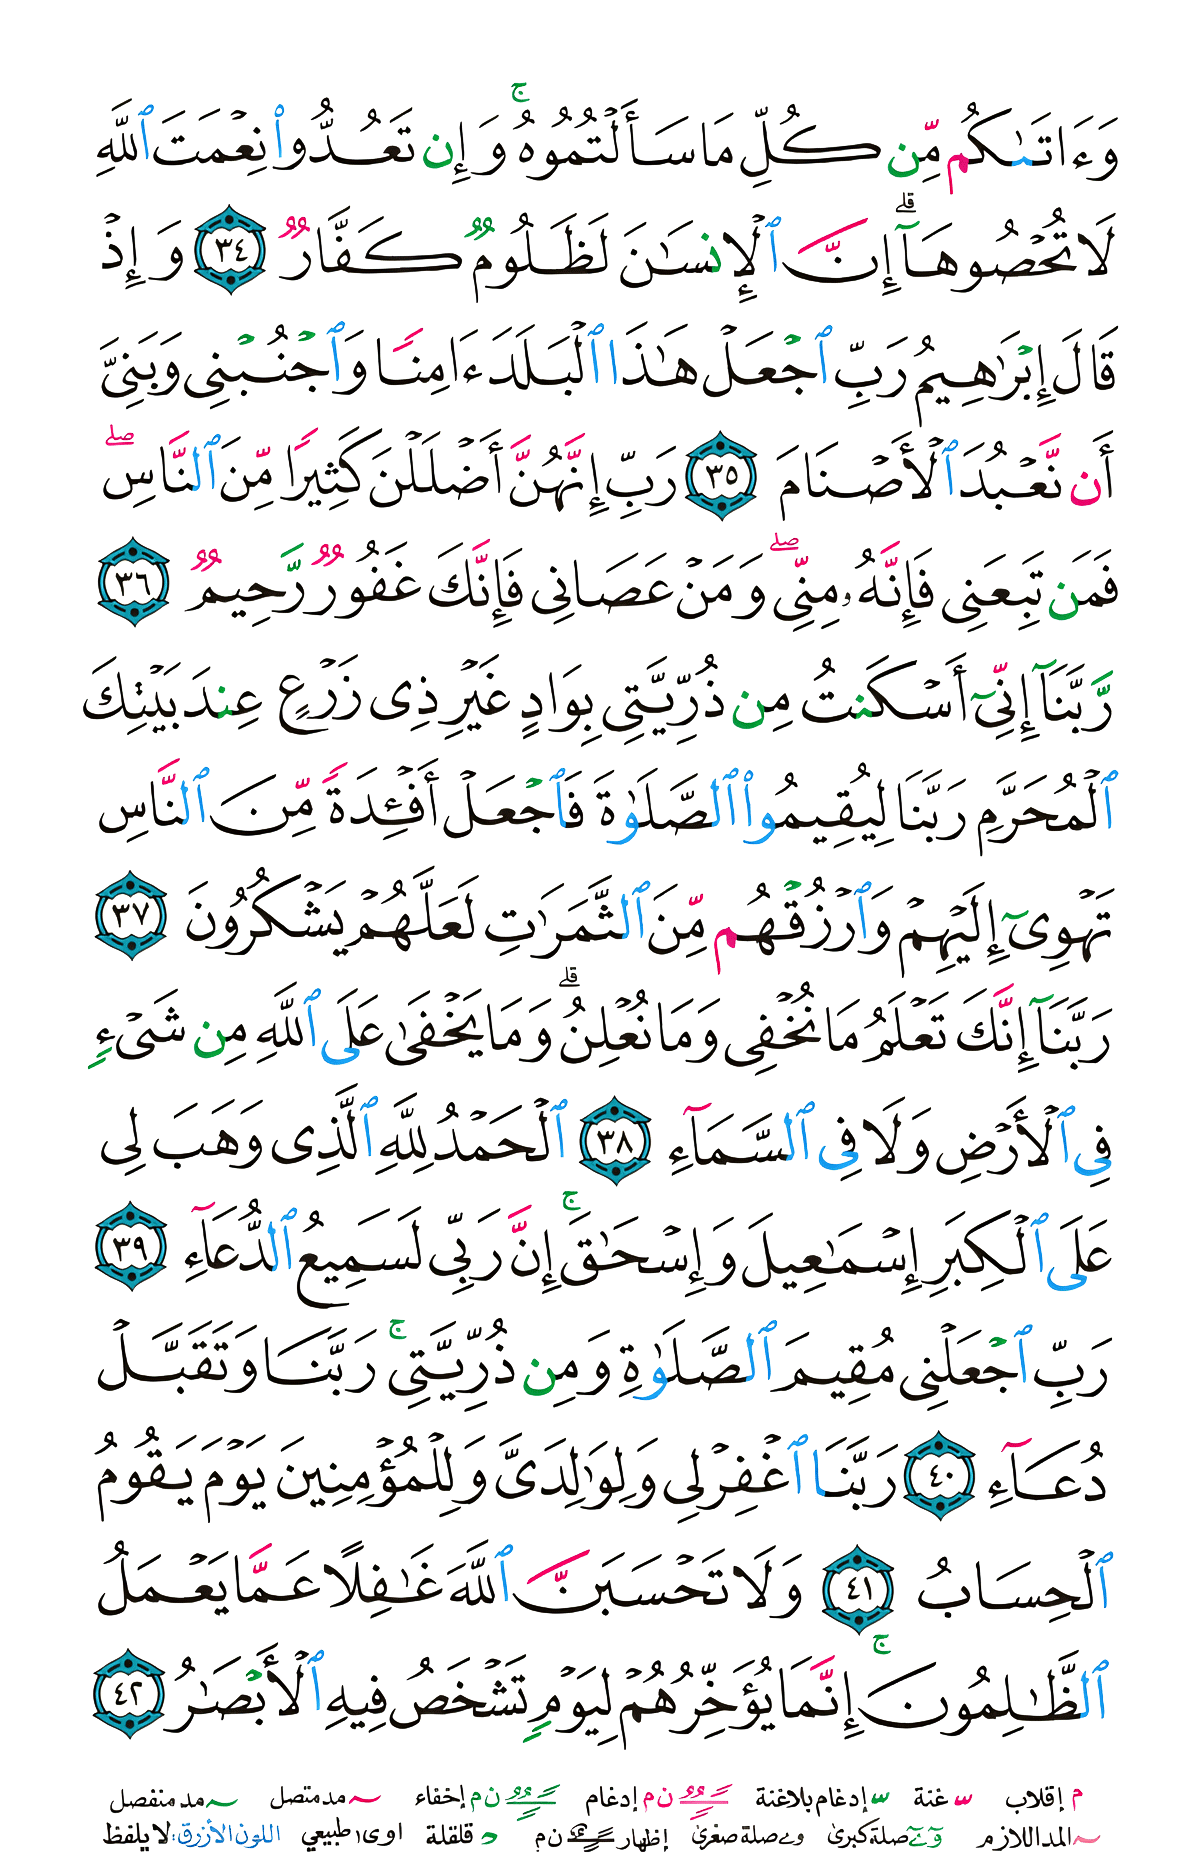 وَءَاتَىٰكُم مِّن كُلِّ مَا سَأَلْتُمُوهُ ۚ وَإِن تَعُدُّوا۟ نِعْمَتَ ٱللَّهِ
لَا تُحْصُوهَآ ۗ إِنَّ ٱلْإِنسَٰنَ لَظَلُومٌ كَفَّارٌ ٣٤ وَإِذْ
قَالَ إِبْرَٰهِيمُ رَبِّ ٱجْعَلْ هَٰذَا ٱلْبَلَدَ ءَامِنًا وَٱجْنُبْنِى وَبَنِىَّ
أَن نَّعْبُدَ ٱلْأَصْنَامَ ٣٥ رَبِّ إِنَّهُنَّ أَضْلَلْنَ كَثِيرًا مِّنَ ٱلنَّاسِ ۖ
فَمَن تَبِعَنِى فَإِنَّهُۥ مِنِّى ۖ وَمَنْ عَصَانِى فَإِنَّكَ غَفُورٌ رَّحِيمٌ ٣٦
رَّبَّنَآ إِنِّىٓ أَسْكَنتُ مِن ذُرِّيَّتِى بِوَادٍ غَيْرِ ذِى زَرْعٍ عِندَ بَيْتِكَ
ٱلْمُحَرَّمِ رَبَّنَا لِيُقِيمُوا۟ ٱلصَّلَوٰةَ فَٱجْعَلْ أَفْـِٔدَةً مِّنَ ٱلنَّاسِ
تَهْوِىٓ إِلَيْهِمْ وَٱرْزُقْهُم مِّنَ ٱلثَّمَرَٰتِ لَعَلَّهُمْ يَشْكُرُونَ ٣٧
رَبَّنَآ إِنَّكَ تَعْلَمُ مَا نُخْفِى وَمَا نُعْلِنُ ۗ وَمَا يَخْفَىٰ عَلَى ٱللَّهِ مِن شَىْءٍ
فِى ٱلْأَرْضِ وَلَا فِى ٱلسَّمَآءِ ٣٨ ٱلْحَمْدُ لِلَّهِ ٱلَّذِى وَهَبَ لِى
عَلَى ٱلْكِبَرِ إِسْمَٰعِيلَ وَإِسْحَٰقَ ۚ إِنَّ رَبِّى لَسَمِيعُ ٱلدُّعَآءِ ٣٩
رَبِّ ٱجْعَلْنِى مُقِيمَ ٱلصَّلَوٰةِ وَمِن ذُرِّيَّتِى ۚ رَبَّنَا وَتَقَبَّلْ
دُعَآءِ ٤٠ رَبَّنَا ٱغْفِرْ لِى وَلِوَٰلِدَىَّ وَلِلْمُؤْمِنِينَ يَوْمَ يَقُومُ
ٱلْحِسَابُ ٤١ وَلَا تَحْسَبَنَّ ٱللَّهَ غَٰفِلًا عَمَّا يَعْمَلُ
ٱلظَّٰلِمُونَ ۚ إِنَّمَا يُؤَخِّرُهُمْ لِيَوْمٍ تَشْخَصُ فِيهِ ٱلْأَبْصَٰرُ ٤٢
م إقلاب غنة إدغام بلاغنة ن م إدغام ن م إخفاء مد متصل مد منفصل
المد اللازم صلة كبرى و ے صلة صغرى إظهار ن م قلقلة اوى طبيعي اللون الأزرق: لا يلفظ